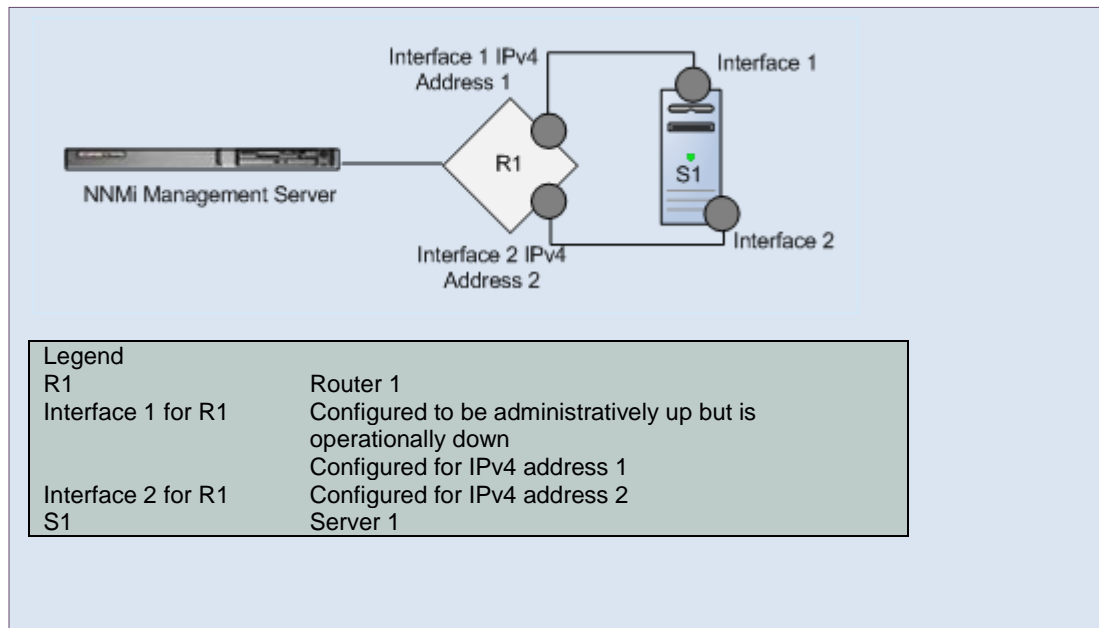 Interface 1 IPv4
Address 1
Interface 1
R1
S1
NNMi Management Server
Interface 2
Interface 2 IPv4
Address 2
Legend
R1 Router 1
Interface 1 for R1 Configured to be administratively up but is
operationally down
Configured for IPv4 address 1
Interface 2 for R1 Configured for IPv4 address 2
S1 Server 1